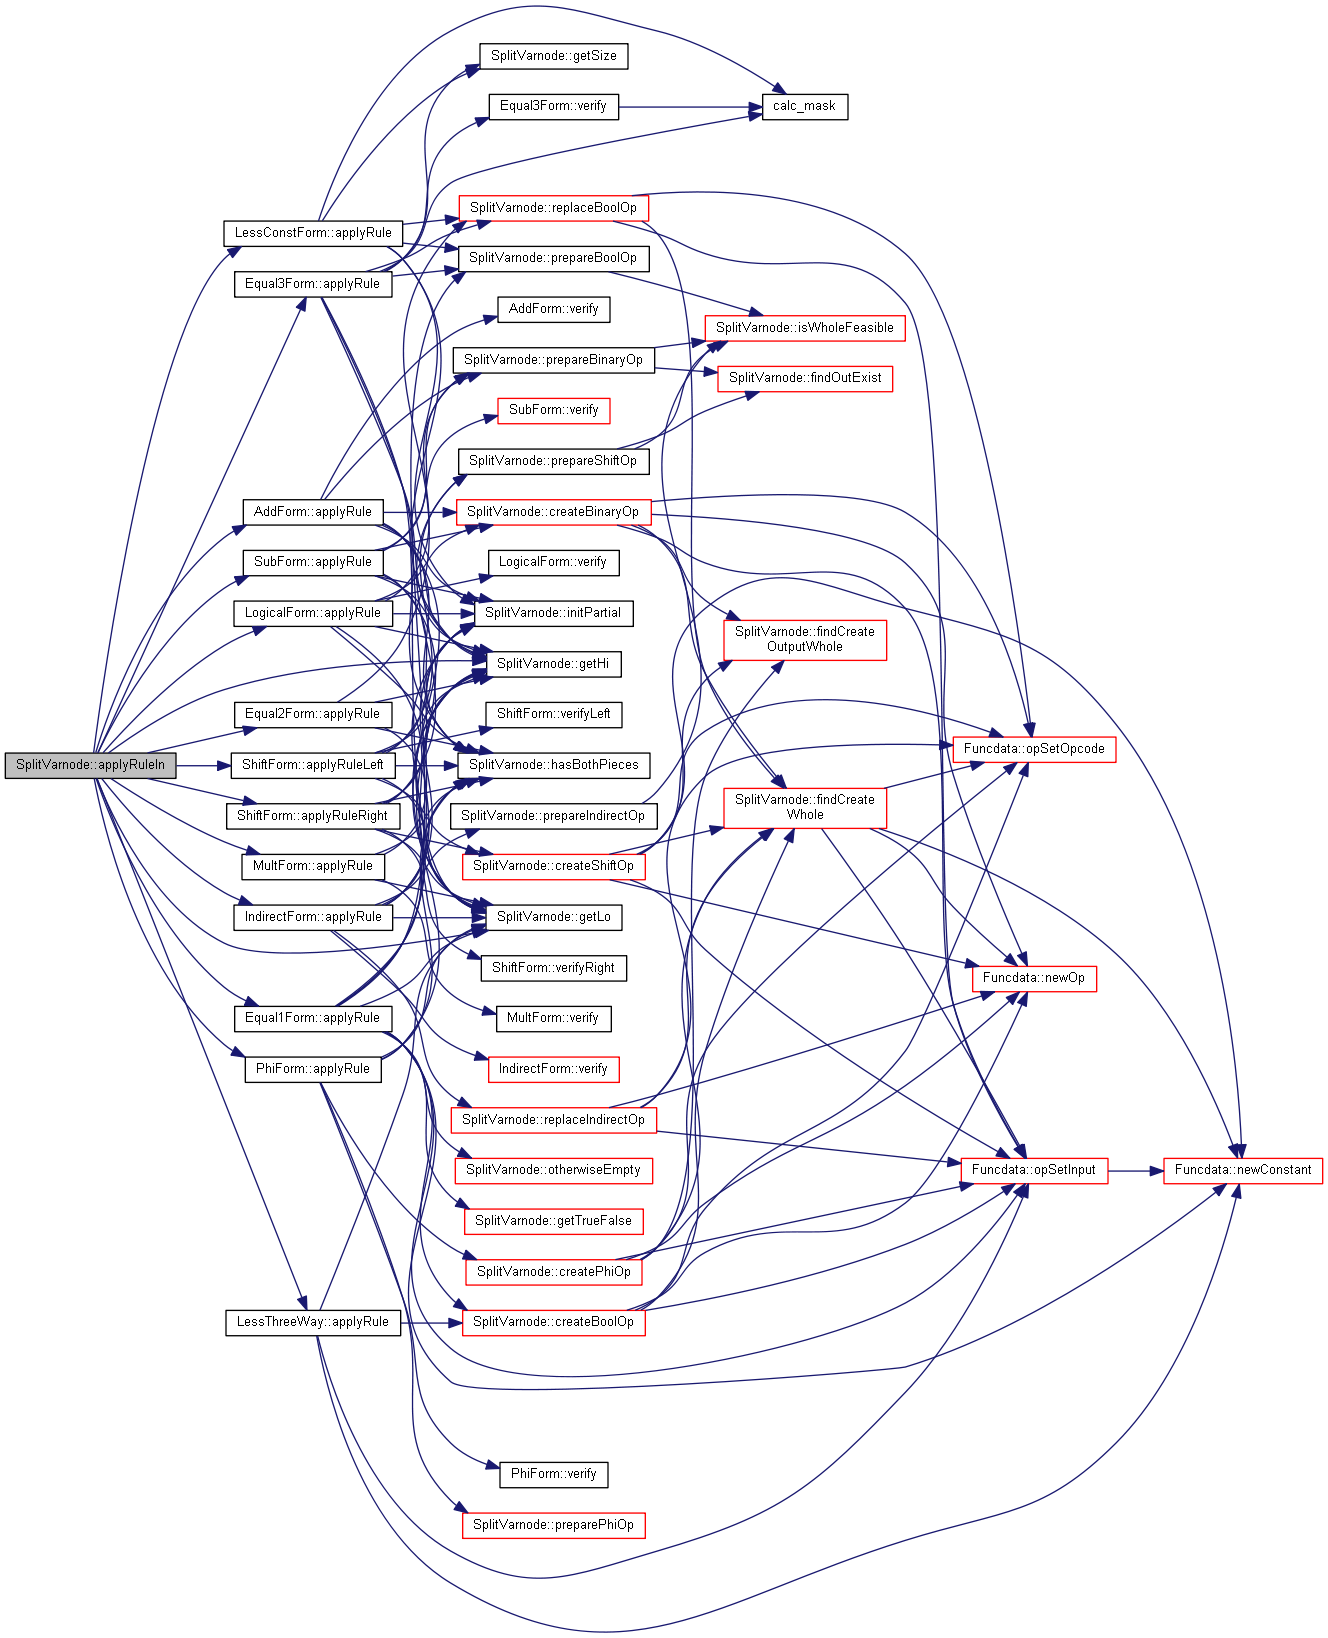 SplitVarnode::applyRuleIn
LessConstForm::applyRule
Equal3Form::applyRule
AddForm::applyRule
SubForm::applyRule
LogicalForm::applyRule
Equal2Form::applyRule
ShiftForm::applyRuleLeft
ShiftForm::applyRuleRight
MultForm::applyRule
IndirectForm::applyRule
Equal1Form::applyRule
PhiForm::applyRule
LessThreeWay::applyRule
SplitVarnode::getSize
Equal3Form::verify
SplitVarnode::replaceBoolOp
SplitVarnode::prepareBoolOp
AddForm::verify
SplitVarnode::prepareBinaryOp
SubForm::verify
SplitVarnode::prepareShiftOp
SplitVarnode::createBinaryOp
LogicalForm::verify
SplitVarnode::initPartial
SplitVarnode::getHi
ShiftForm::verifyLeft
SplitVarnode::hasBothPieces
SplitVarnode::prepareIndirectOp
SplitVarnode::createShiftOp
SplitVarnode::getLo
ShiftForm::verifyRight
MultForm::verify
IndirectForm::verify
SplitVarnode::replaceIndirectOp
SplitVarnode::otherwiseEmpty
SplitVarnode::getTrueFalse
SplitVarnode::createPhiOp
SplitVarnode::createBoolOp
PhiForm::verify
SplitVarnode::preparePhiOp
calc_mask
SplitVarnode::isWholeFeasible
SplitVarnode::findOutExist
SplitVarnode::findCreate
OutputWhole
SplitVarnode::findCreate
Whole
Funcdata::opSetOpcode
Funcdata::newOp
Funcdata::opSetInput
Funcdata::newConstant